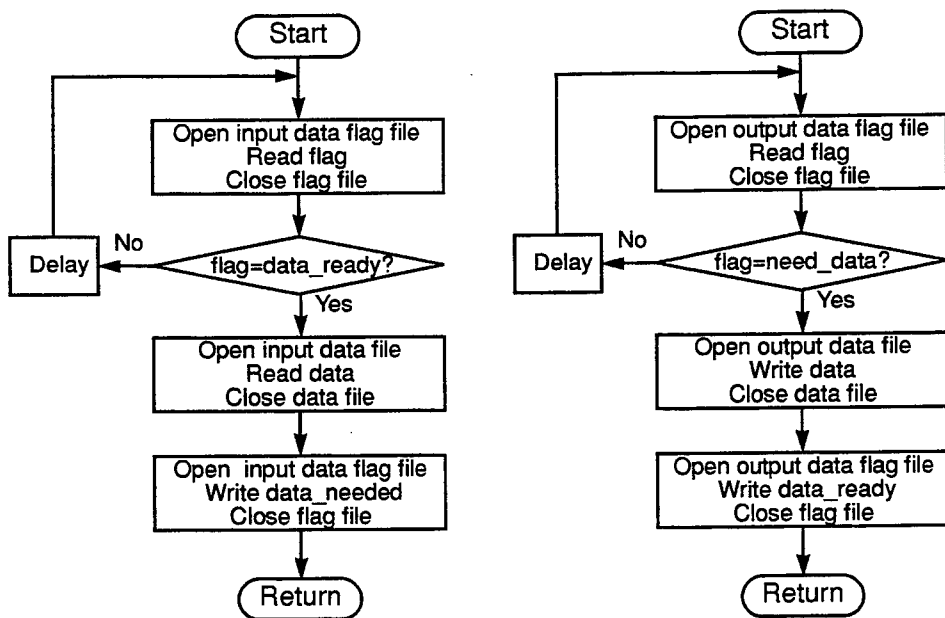 Start
Open input data flag file
Read flag
Close flag file
No
Delay
flag=data_ready?
Yes
Open input data file
Read data
Close data file
Open input data flag file
Write data_needed
Close flag file
Return
Start
Open output data flag file
Read flag
Close flag file
No
Delay
flag=need_data?
Yes
Open output data file
Write data
Close data file
Open output data flag file
Write data_ready
Close flag file
Return